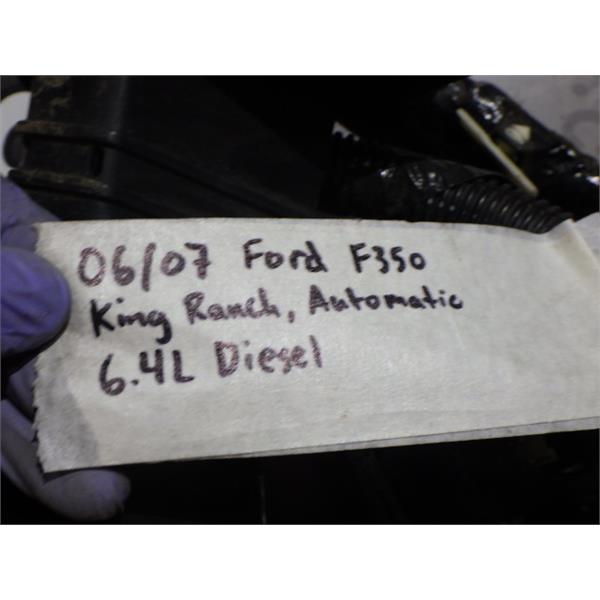 06/07 Ford F350
King Ranch, Automatic
6.4L Diesel